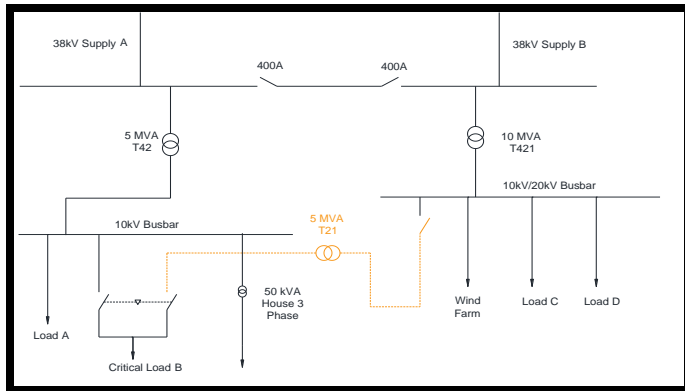 38kV Supply A
38kV Supply B
400A
400A
5 MVA
T42
10 MVA
T421
10kV/20kV Busbar
10kV Busbar
5 MVA
T21
50 kVA
House 3
Phase
Wind
Farm
Load C
Load D
Load A
Critical Load B